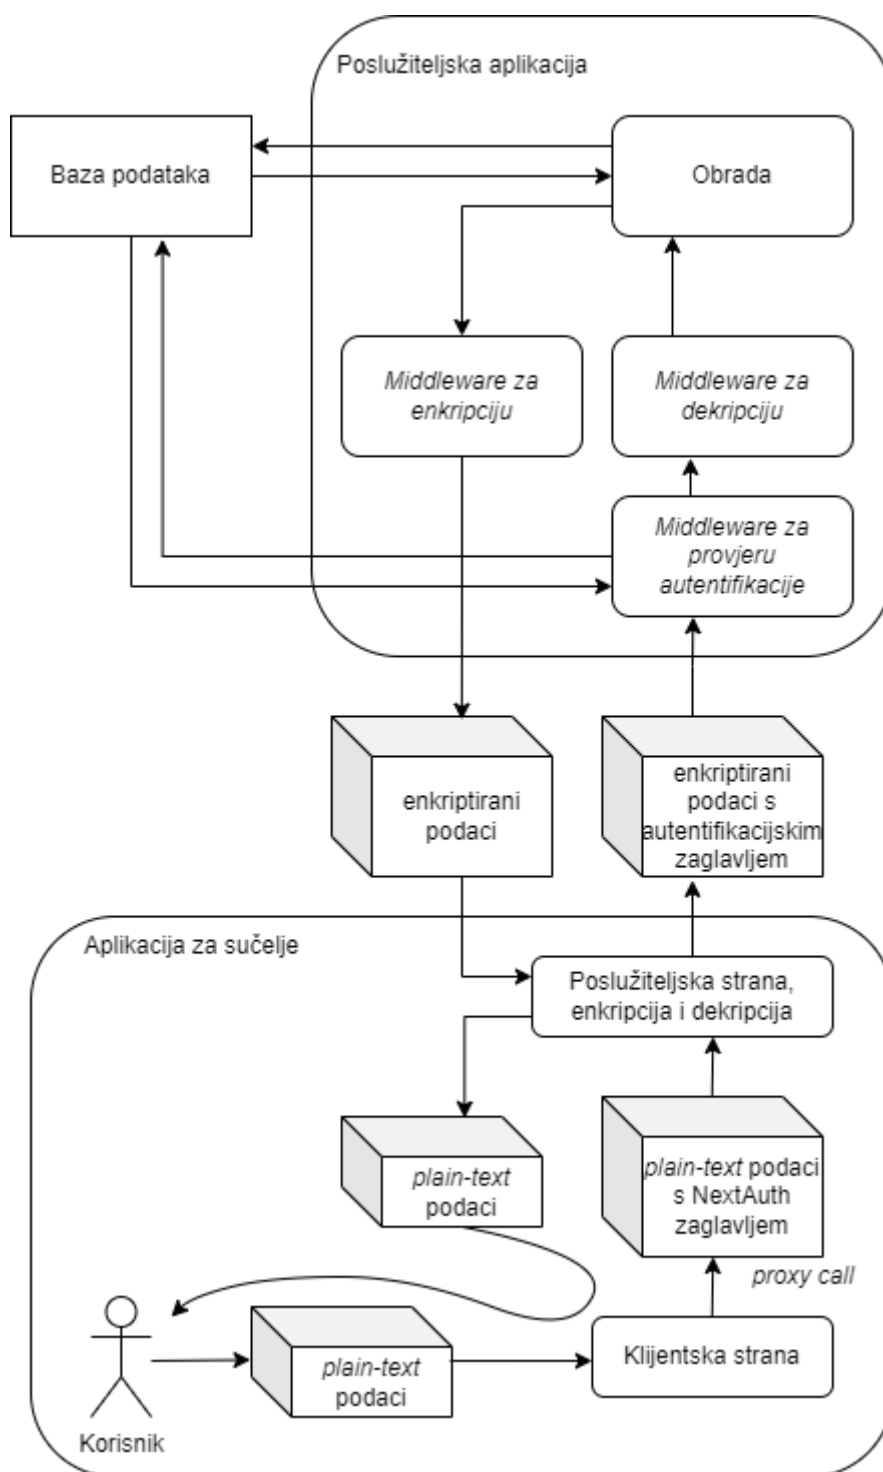 Poslužiteljska aplikacija
Baza podataka
Obrada
Middleware za
enkripciju
Middleware za
dekripciju
Middleware za
provjeru
autentifikacije
enkriptirani
podaci
enkriptirani
podaci s
autentifikacijskim
zaglavljem
Aplikacija za sučelje
Poslužiteljska strana,
enkripcija i dekripcija
plain-text
podaci
plain-text podaci
s NextAuth
zaglavljem
proxy call
plain-text
podaci
Klijentska strana
Korisnik